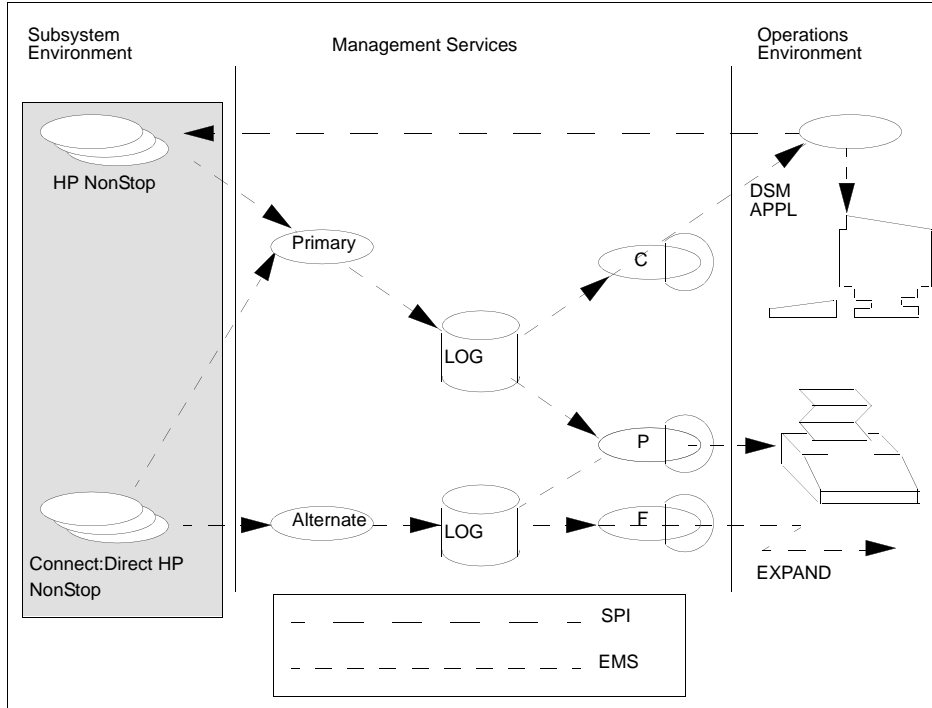 Subsystem
Environment
Management Services
Operations
Environment
HP NonStop
DSM
APPL
Primary
C
LOG
P
Alternate
LOG
F
Connect:Direct HP
NonStop
EXPAND
SPI
EMS